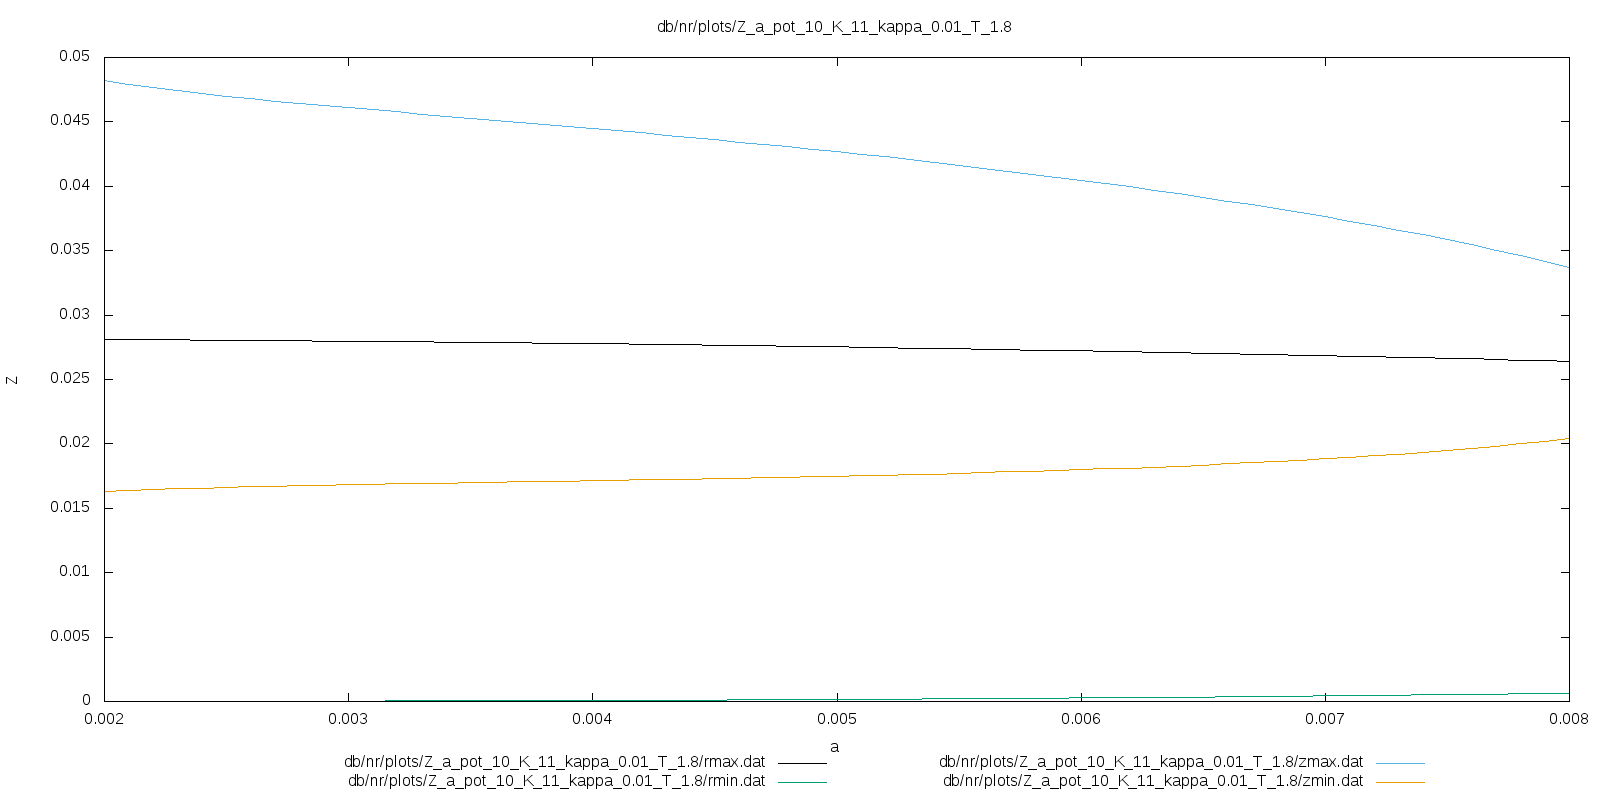 db/nr/plots/Z_a_pot_10_K_11_kappa_0.01_T_1.8
0.05
0.045
0.04
0.035
0.03
0.025
0.02
0.015
0.01
0.005
0
Z
0.002 0.003 0.004 0.005 0.006 0.007 0.008
a
db/nr/plots/Z_a_pot_10_K_11_kappa_0.01_T_1.8/rmax.dat db/nr/plots/Z_a_pot_10_K_11_kappa_0.01_T_1.8/zmax.dat
db/nr/plots/Z_a_pot_10_K_11_kappa_0.01_T_1.8/rmin.dat db/nr/plots/Z_a_pot_10_K_11_kappa_0.01_T_1.8/zmin.dat